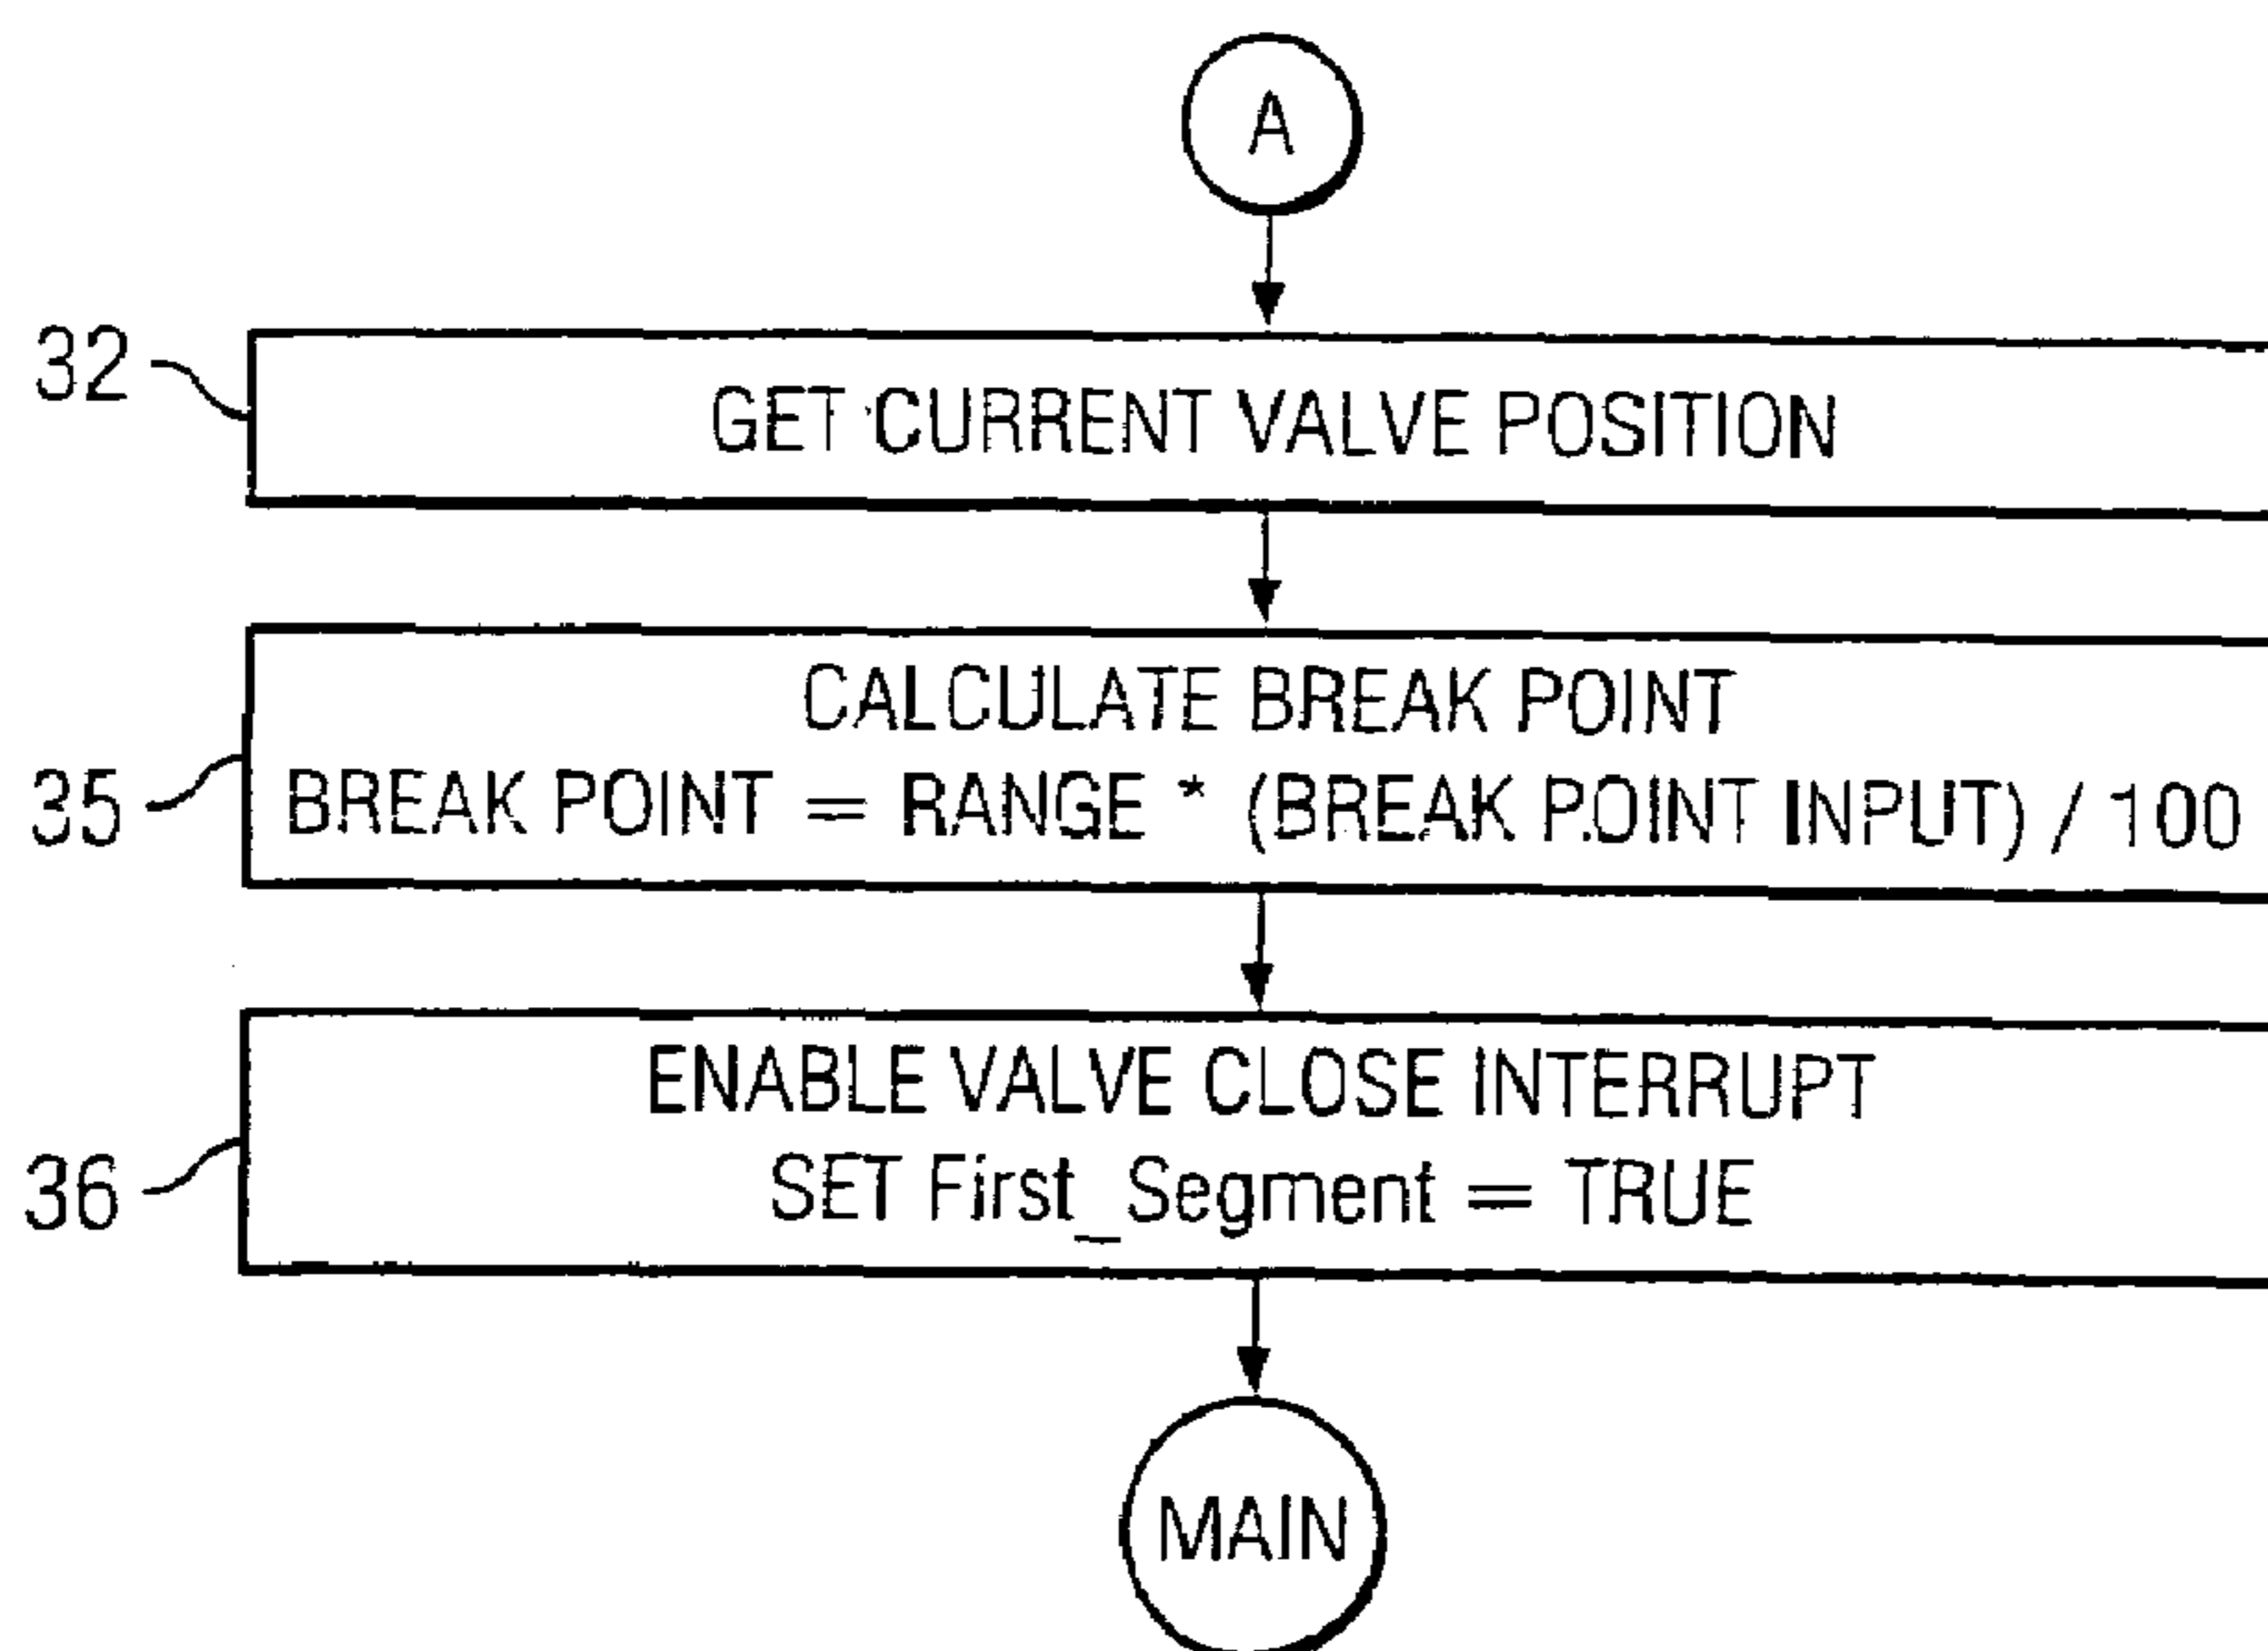 A
32
GET CURRENT VALVE POSITION
CALCULATE BREAK POINT
35
BREAK POINT = RANGE * (BREAK POINT INPUT) / 100
ENABLE VALVE CLOSE INTERRUPT
36
SET First_Segment = TRUE
MAIN